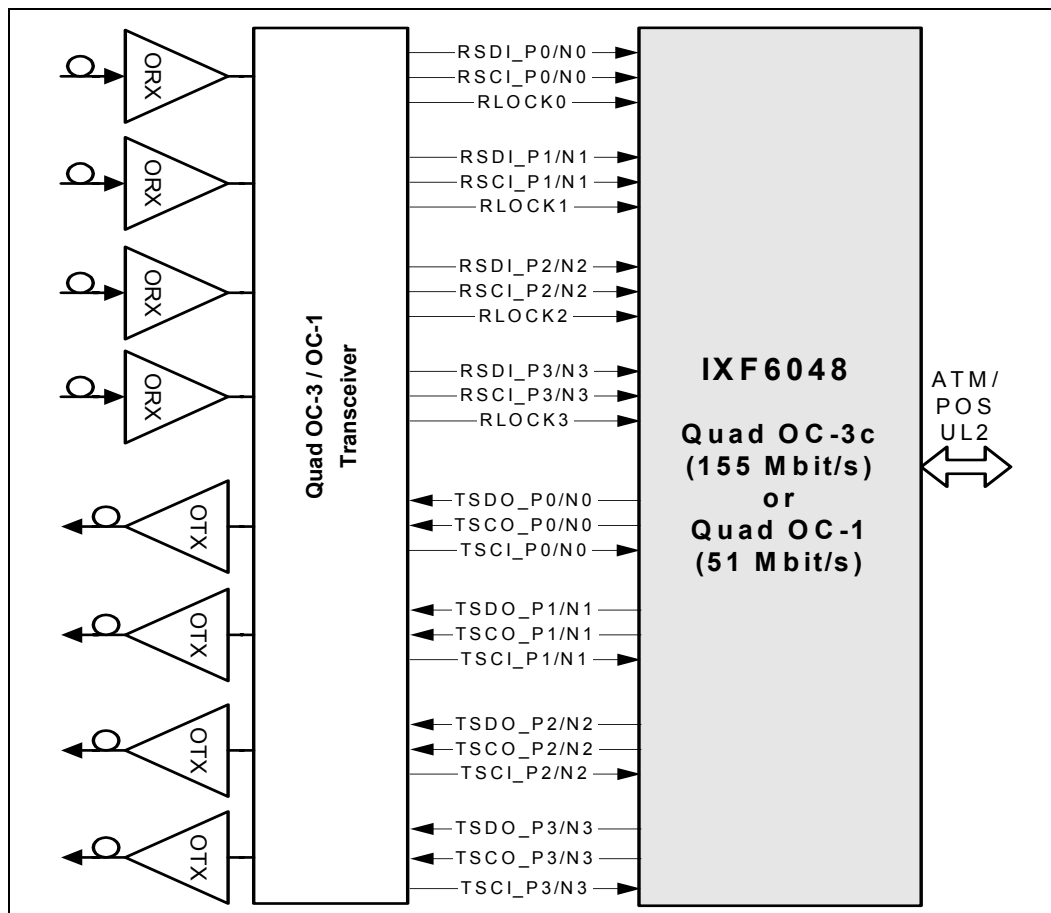 ORX
ORX
ORX
ORX
OTX
OTX
OTX
OTX
Quad OC-3 / OC-1
Transceiver
RSDI_P0/N0
RSCI_P0/N0
RLOCK0
RSDI_P1/N1
RSCI_P1/N1
RLOCK1
RSDI_P2/N2
RSCI_P2/N2
RLOCK2
RSDI_P3/N3
RSCI_P3/N3
RLOCK3
TSDO_P0/N0
TSCO_P0/N0
TSCI_P0/N0
TSDO_P1/N1
TSCO_P1/N1
TSCI_P1/N1
TSDO_P2/N2
TSCO_P2/N2
TSCI_P2/N2
TSDO_P3/N3
TSCO_P3/N3
TSCI_P3/N3
IXF6048
Quad OC-3c
(155 Mbit/s)
or
Quad OC-1
(51 Mbit/s)
ATM/
POS
UL2